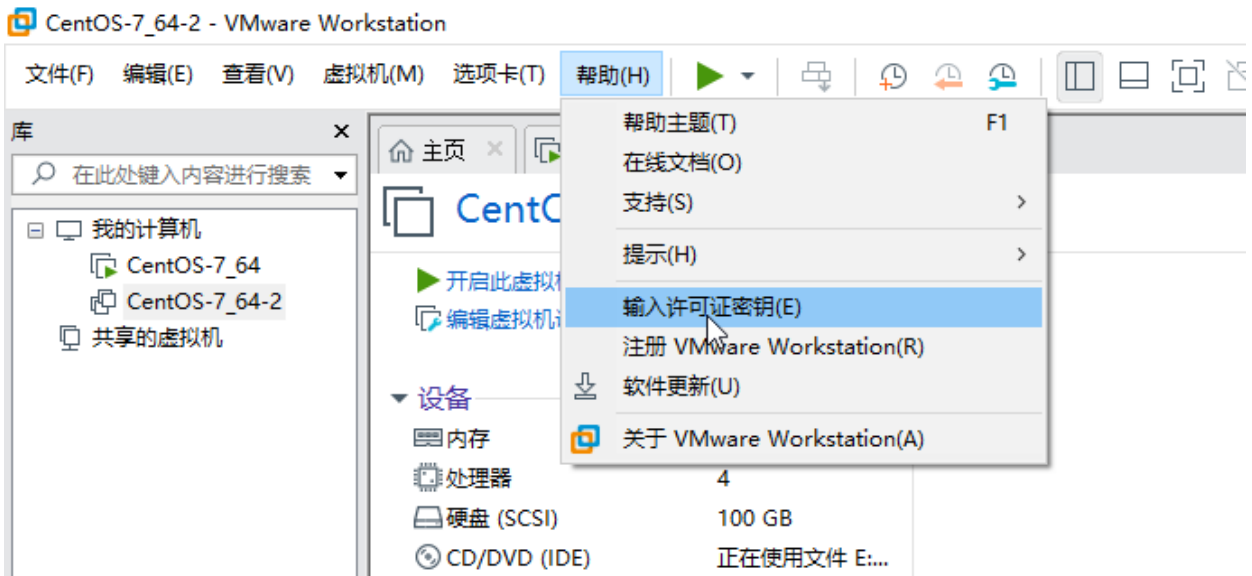 CentOS-7_64-2 - VMware Workstation
文件(F) 编辑(E) 查看(V) 虚拟机(M) 选项卡(T) 帮助(H)
库
在此处键入内容进行搜索
我的计算机
CentOS-7_64
CentOS-7_64-2
共享的虚拟机
主页
CentO
开启此虚拟
编辑虚拟机
设备
内存
处理器 4
硬盘 (SCSI) 100 GB
CD/DVD (IDE) 正在使用文件 E:...
帮助主题(T) F1
在线文档(O)
支持(S)
提示(H)
输入许可证密钥(E)
注册 VMware Workstation(R)
软件更新(U)
关于 VMware Workstation(A)